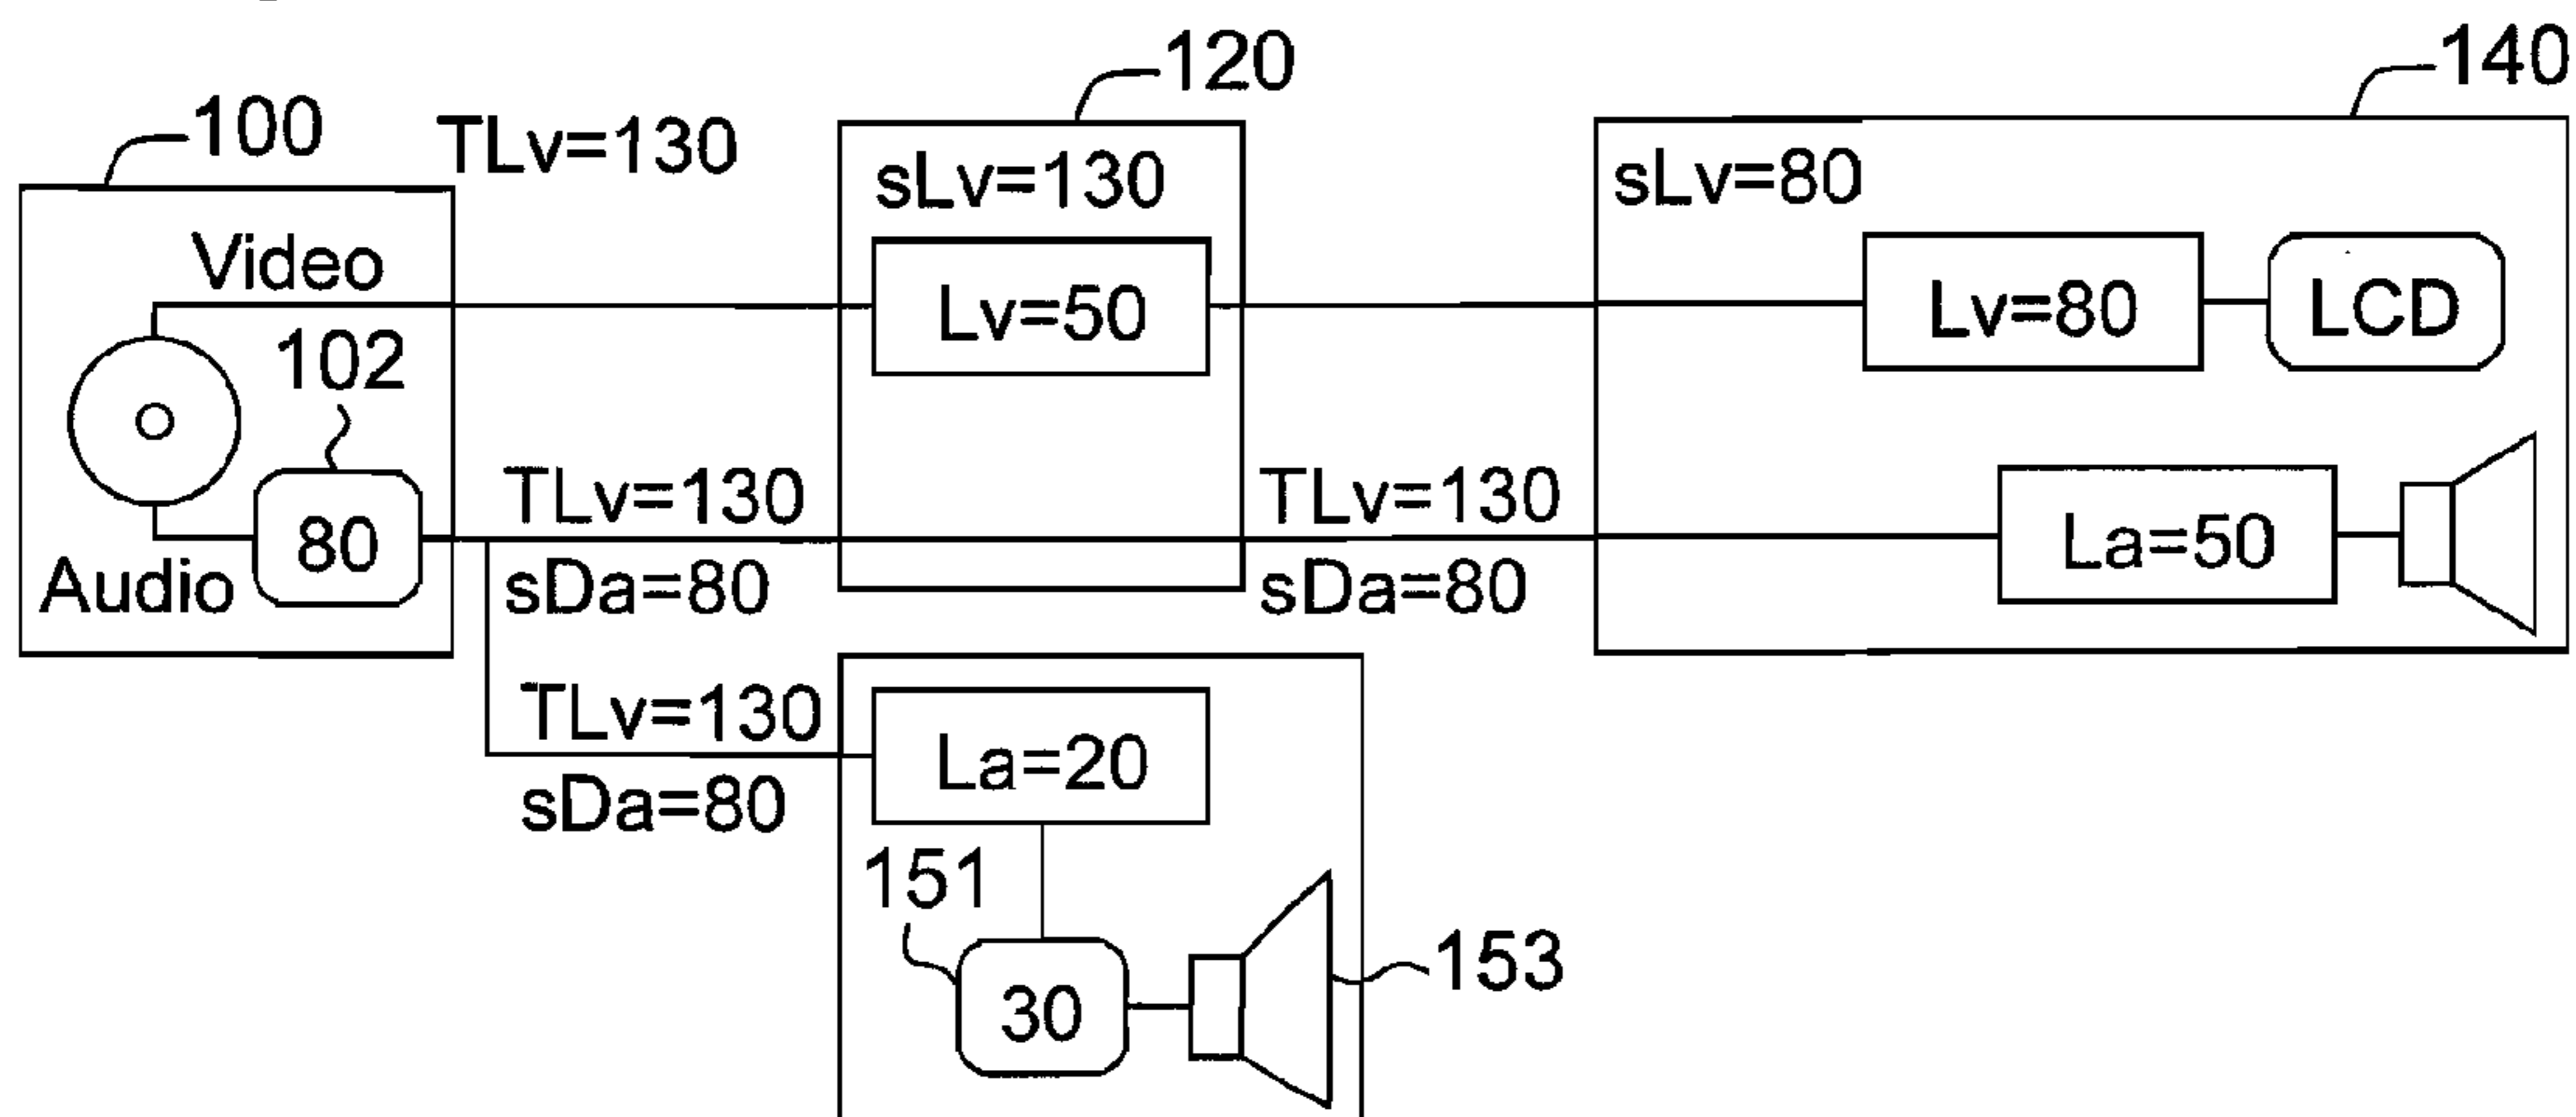 100
TLv=130
120
140
sLv=130
sLv=80
Video
Lv=50
Lv=80
LCD
102
80
Audio
TLv=130
sDa=80
TLv=130
sDa=80
La=50
TLv=130
sDa=80
La=20
151
30
153